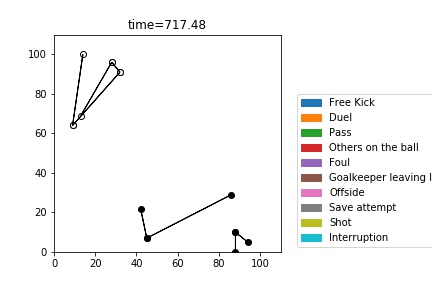 time=717.48
100
80
60
40
20
0
0 20 40 60 80 100
Free Kick
Duel
Pass
Others on the ball
Foul
Goalkeeper leaving l
Offside
Save attempt
Shot
Interruption